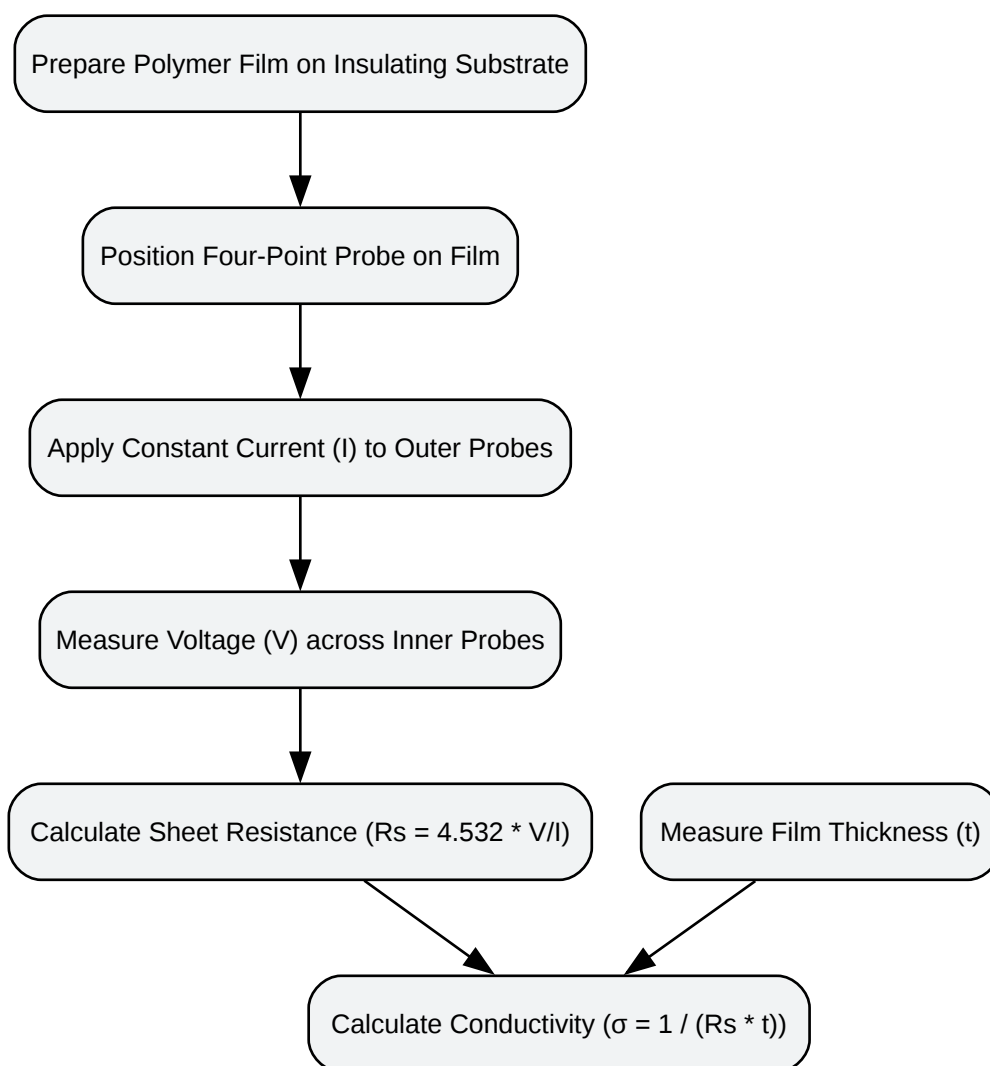 Prepare Polymer Film on Insulating Substrate
Position Four-Point Probe on Film
Apply Constant Current (I) to Outer Probes
Measure Voltage (V) across Inner Probes
Calculate Sheet Resistance (Rs = 4.532 * V/I)
Measure Film Thickness (t)
Calculate Conductivity (σ = 1 / (Rs * t))